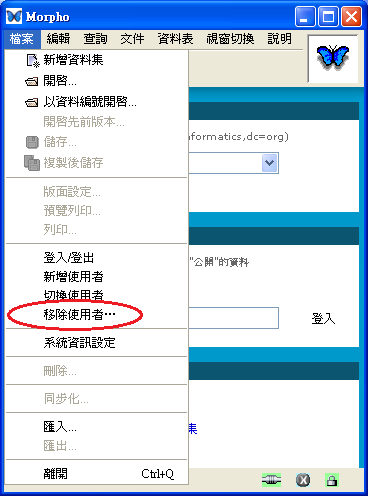 Morpho
檔案 編輯 查詢 文件 資料表 視窗切換 說明
新增資料集
開啓...
以資料編號開啓...
開啓先前版本...
nformatics,dc=org)
儲存...
複製後儲存
版面設定...
預覽列印...
列印...
登入/登出
"公開"的資料
新增使用者
切換使用者
移除使用者…
登入
系統資訊設定
刪除...
同步化...
匯入...
集
匯出...
離開 Ctrl+Q